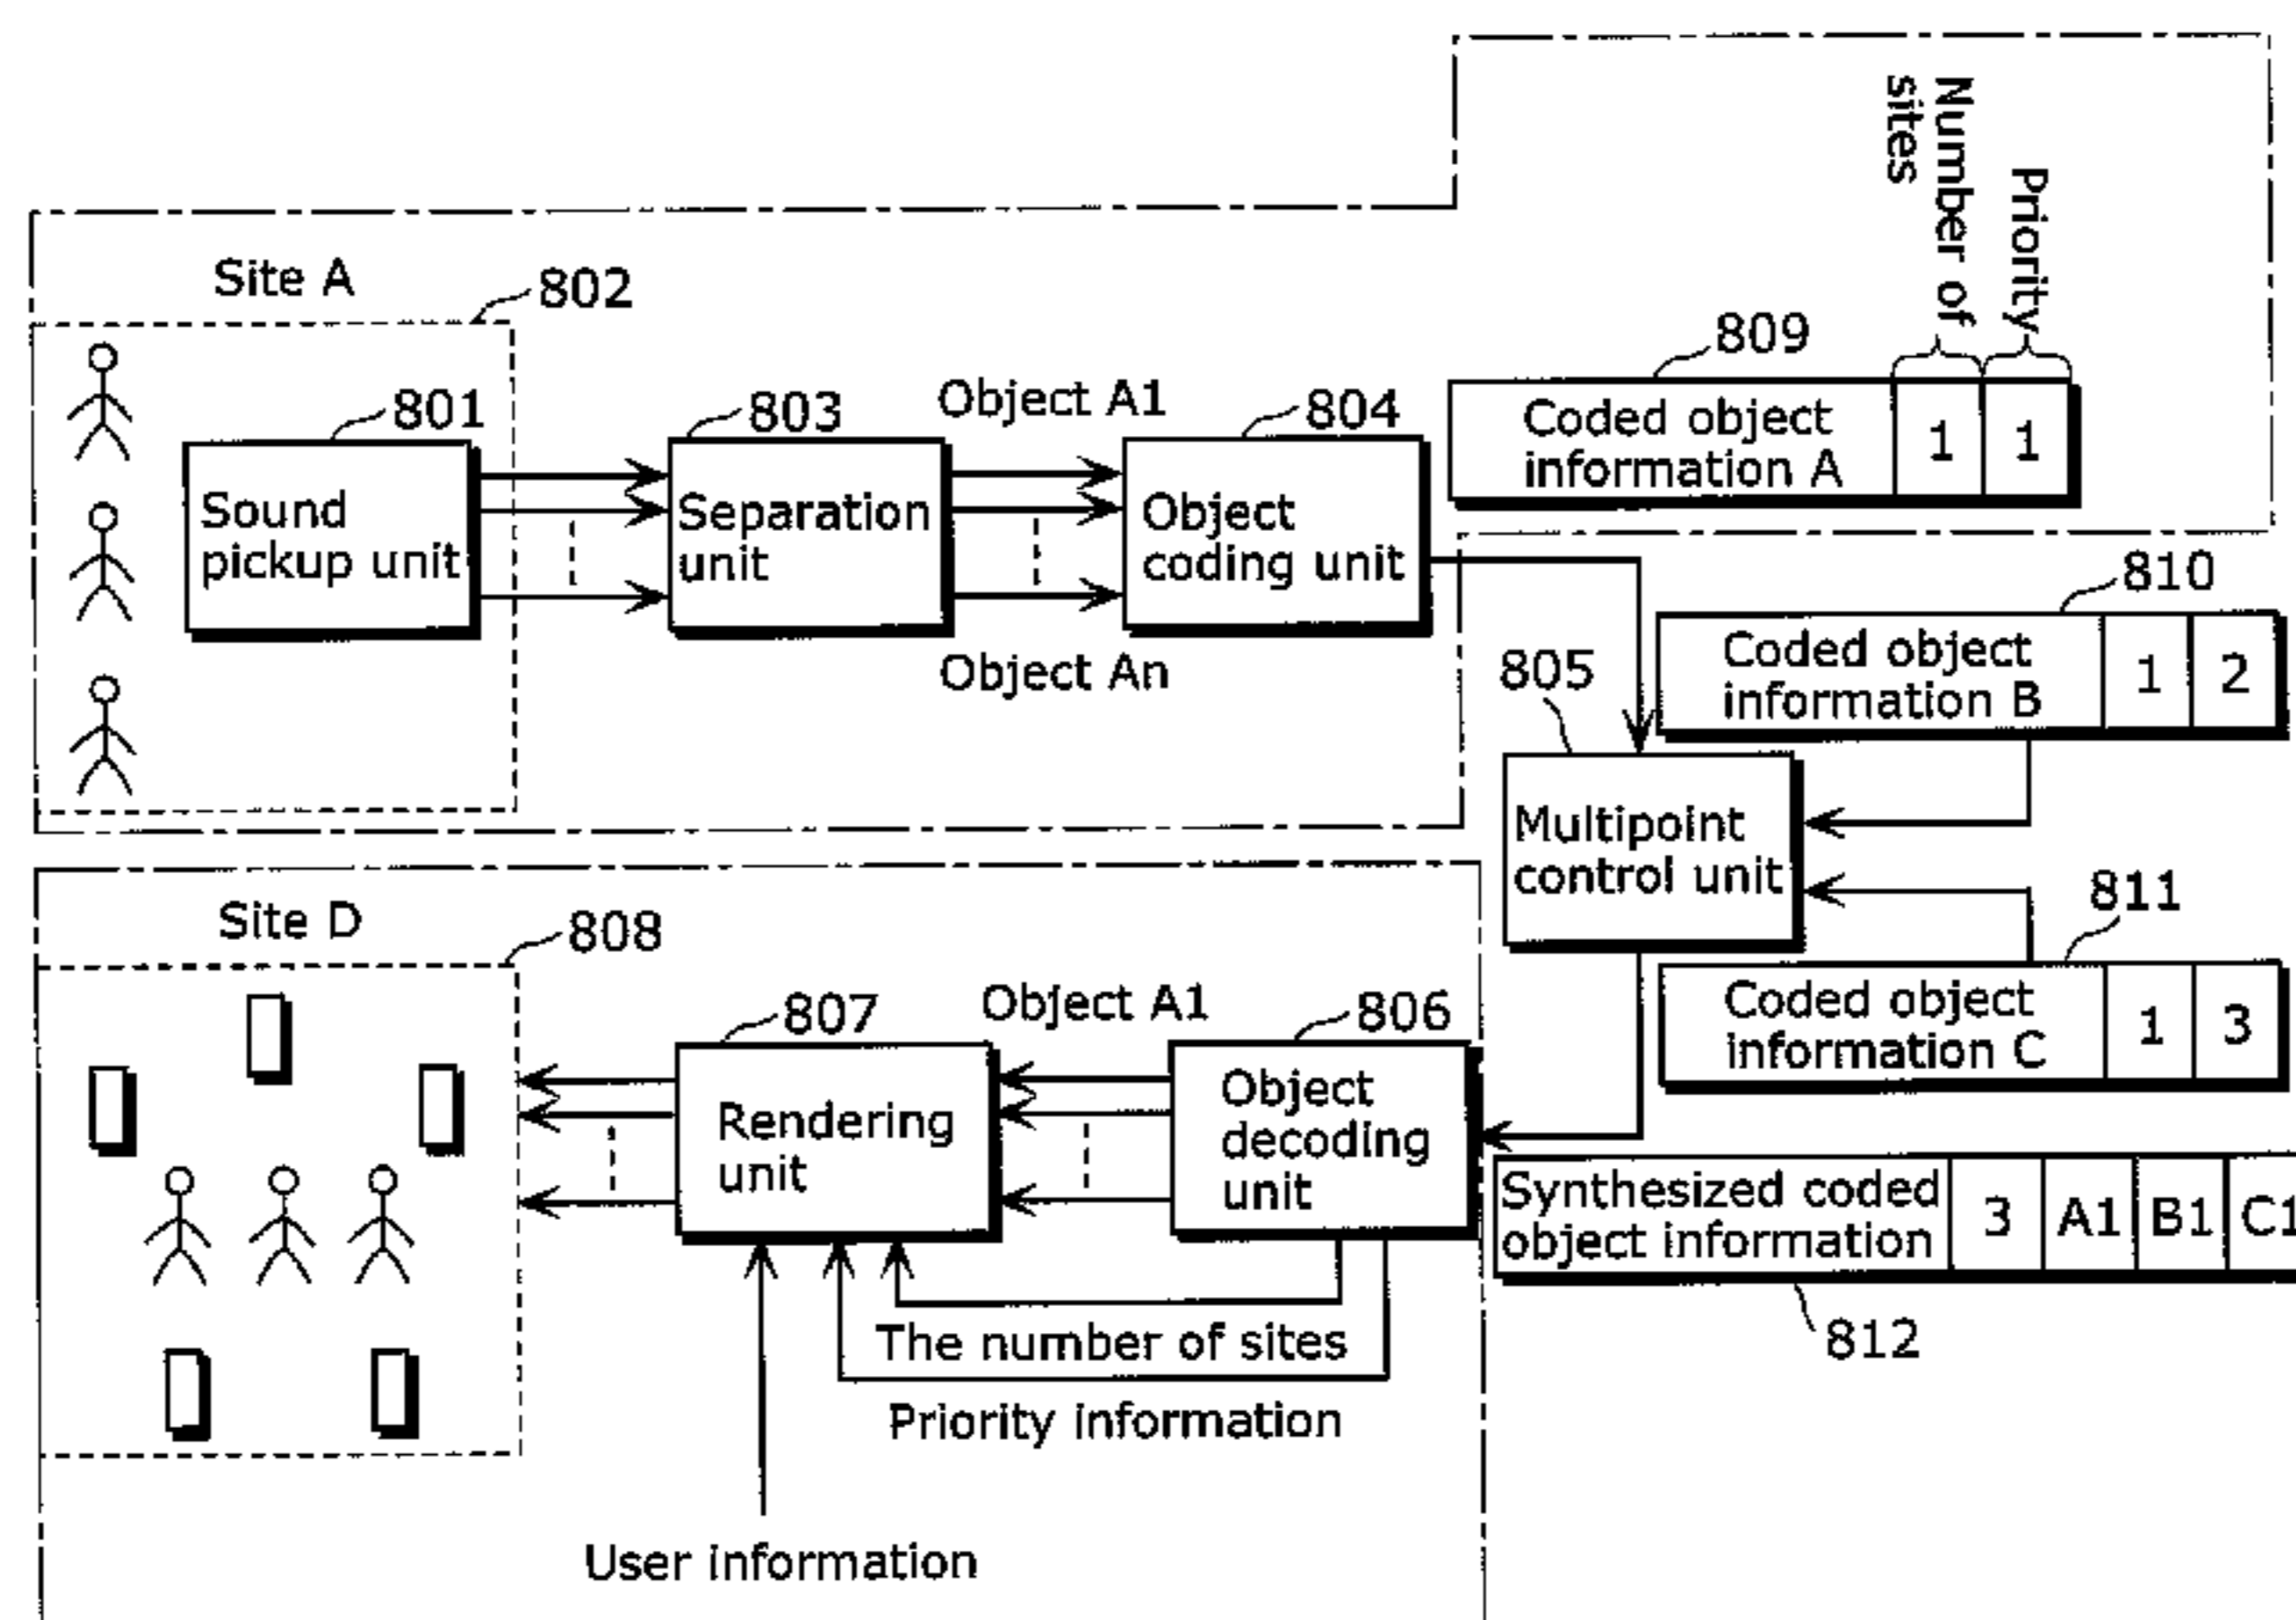 Number of
sites
Priority
Site A
802
809
801
803
Object A1
804
Coded object
information A
1
1
Sound
pickup unit
Separation
unit
Object
coding unit
Object An
810
Coded object
information B
1
2
805
Multipoint
control unit
811
Coded object
information C
1
3
Site D
808
807
Object A1
806
Rendering
unit
Object
decoding
unit
Synthesized coded
object information
3
A1
B1
C1
812
The number of sites
Priority information
User information